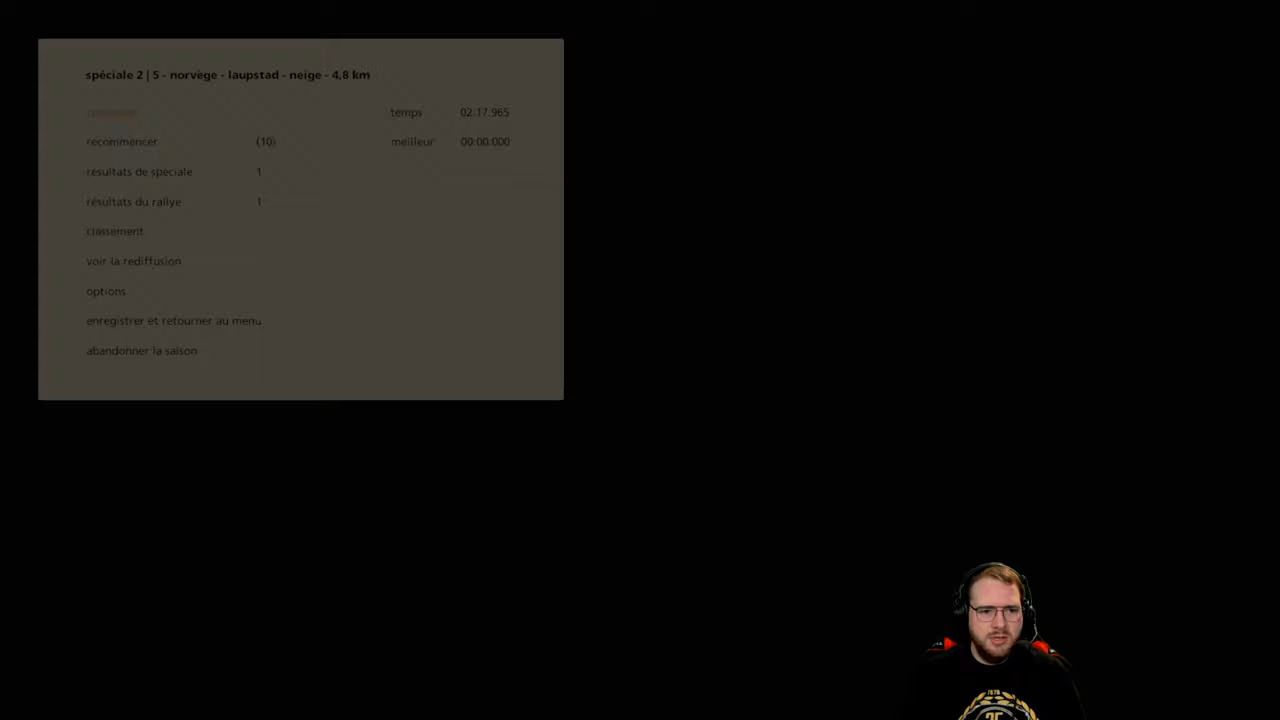 spéciale 2 | 5 - norvège - laupstad - neige - 4,8 km
temps 02:17.965
recommencer (10) meilleur 00:00.000
résultats de spéciale 1
résultats du rallye 1
classement
voir la rediffusion
options
enregistrer et retourner au menu
abandonner la saison